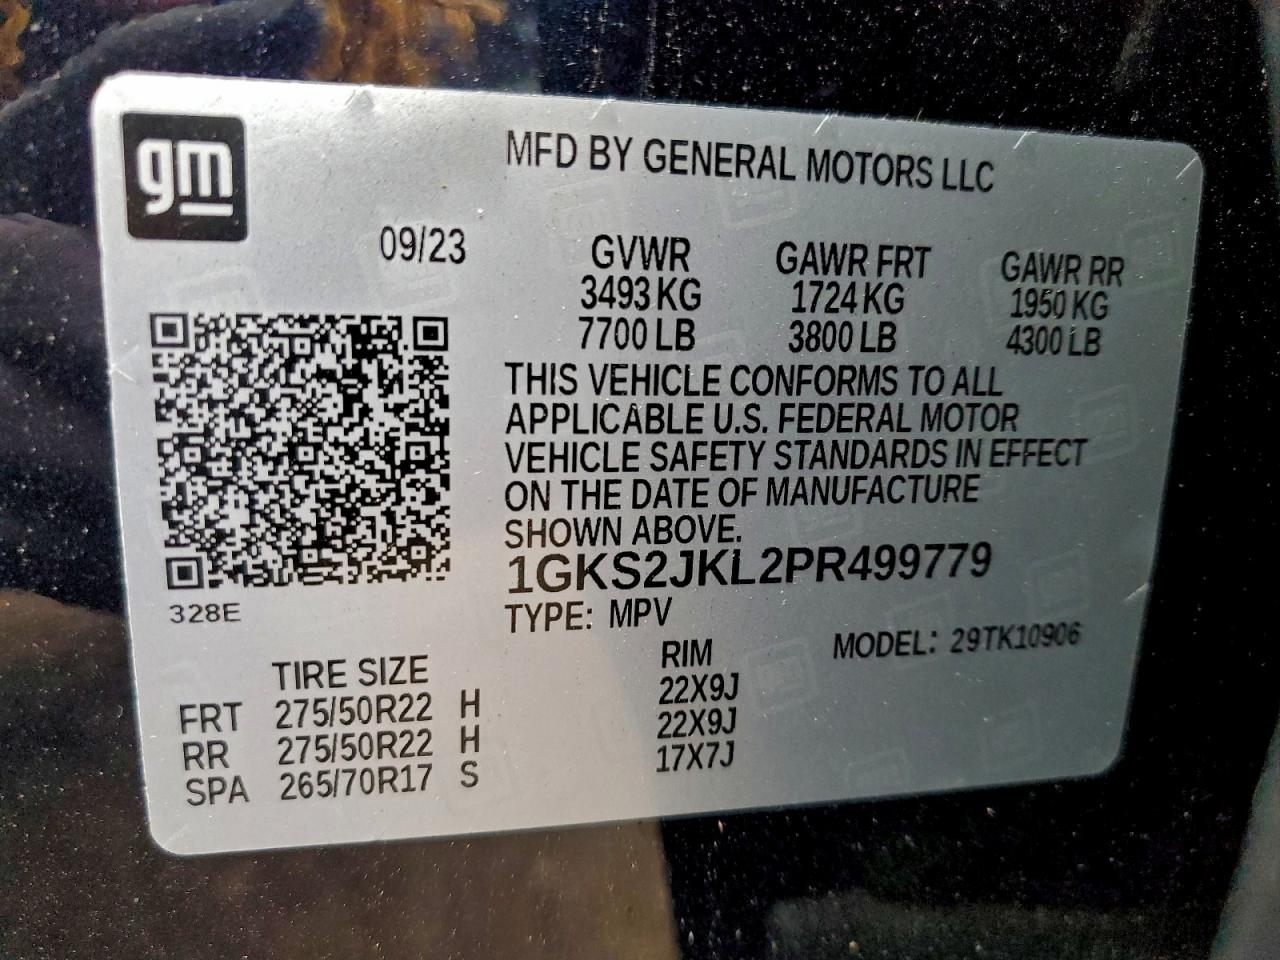 gm
MFD BY GENERAL MOTORS LLC
09/23 GVWR GAWR FRT GAWR RR
3493 KG 1724 KG 1950 KG
7700 LB 3800 LB 4300 LB
THIS VEHICLE CONFORMS TO ALL
APPLICABLE U.S. FEDERAL MOTOR
VEHICLE SAFETY STANDARDS IN EFFECT
ON THE DATE OF MANUFACTURE
SHOWN ABOVE.
1GKS2JKL2PR499779
328E
TYPE: MPV
MODEL: 29TK10906
TIRE SIZE RIM
FRT 275/50R22 H 22X9J
RR 275/50R22 H 22X9J
SPA 265/70R17 S 17X7J